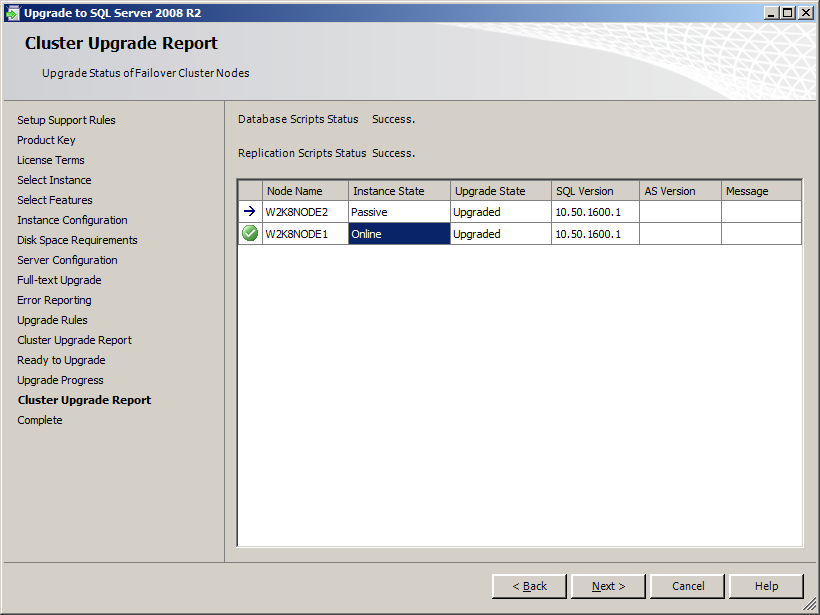 Upgrade to SQL Server 2008 R2
Cluster Upgrade Report
Upgrade Status of Failover Cluster Nodes
Setup Support Rules
Product Key
License Terms
Select Instance
Select Features
Instance Configuration
Disk Space Requirements
Server Configuration
Full-text Upgrade
Error Reporting
Upgrade Rules
Cluster Upgrade Report
Ready to Upgrade
Upgrade Progress
Cluster Upgrade Report
Complete
Database Scripts Status Success.
Replication Scripts Status Success.
Node Name Instance State Upgrade State SQL Version AS Version Message
W2K8NODE2 Passive Upgraded 10.50.1600.1
W2K8NODE1 Online Upgraded 10.50.1600.1
< Back Next > Cancel Help